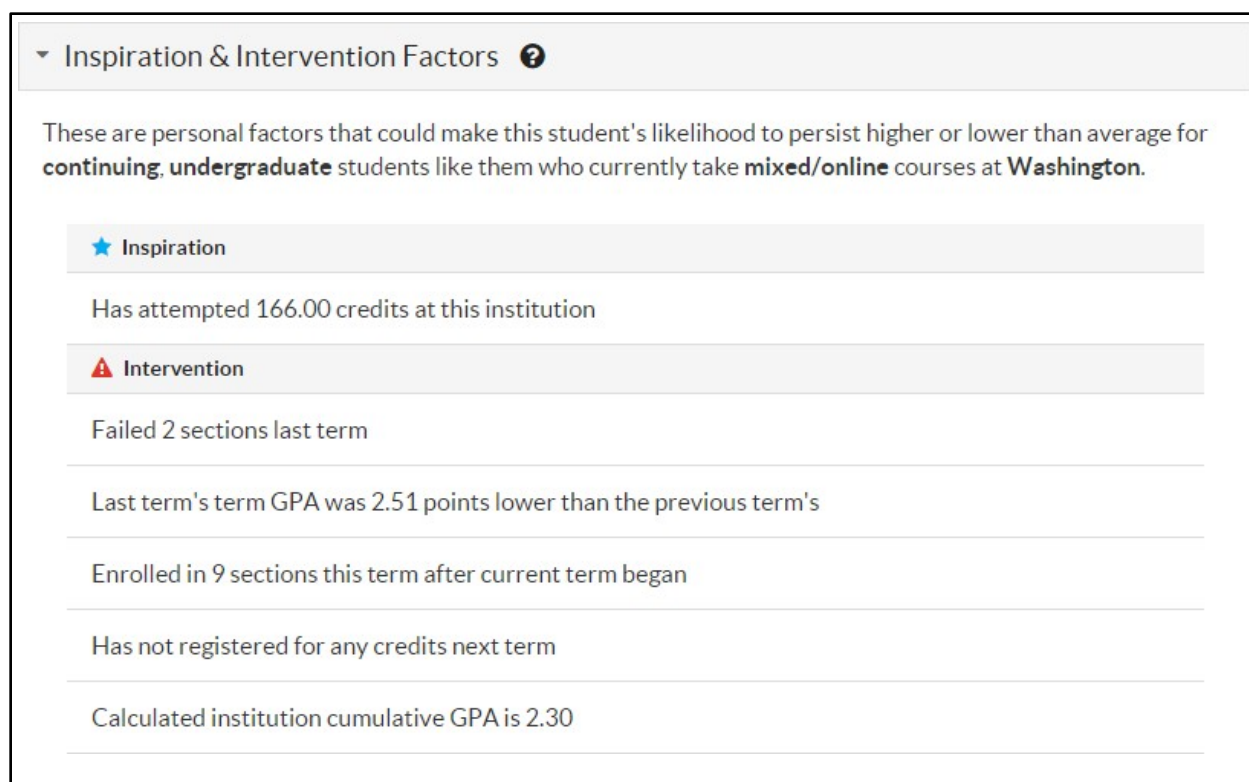 Inspiration & Intervention Factors ?
These are personal factors that could make this student's likelihood to persist higher or lower than average for
continuing, undergraduate students like them who currently take mixed/online courses at Washington.
Inspiration
Has attempted 166.00 credits at this institution
Intervention
Failed 2 sections last term
Last term's term GPA was 2.51 points lower than the previous term's
Enrolled in 9 sections this term after current term began
Has not registered for any credits next term
Calculated institution cumulative GPA is 2.30